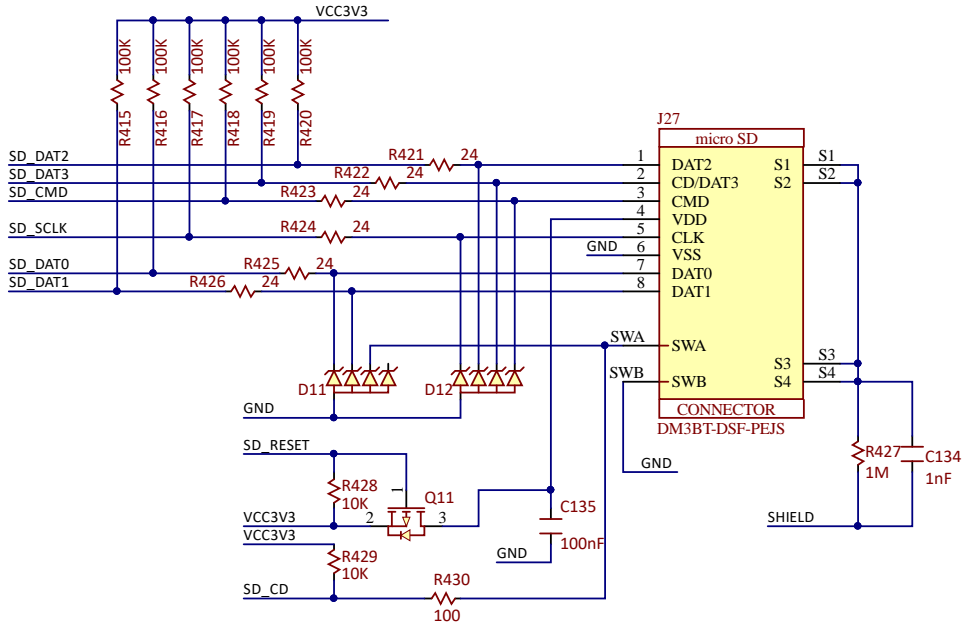 VCC3V3
100K 100K 100K 100K 100K 100K
R415 R416 R417 R418 R419 R420
J27
micro SD
SD_DAT2 R421 24 1 DAT2 S1 S1
SD_DAT3 R422 24 2 CD/DAT3 S2 S2
SD_CMD R423 24 3 CMD
4 VDD
SD_SCLK R424 24 5 CLK
GND 6 VSS
SD_DAT0 R425 24 7 DAT0
SD_DAT1 R426 24 8 DAT1
SWA SWA
S3 S3
D11 D12 SWB SWB S4 S4
GND
CONNECTOR
DM3BT-DSF-PEJS
SD_RESET
GND
R427 C134
1M 1nF
R428
10K
1 Q11
C135
VCC3V3 2 3
100nF
SHIELD
VCC3V3
GND
R429
10K
SD_CD R430
100